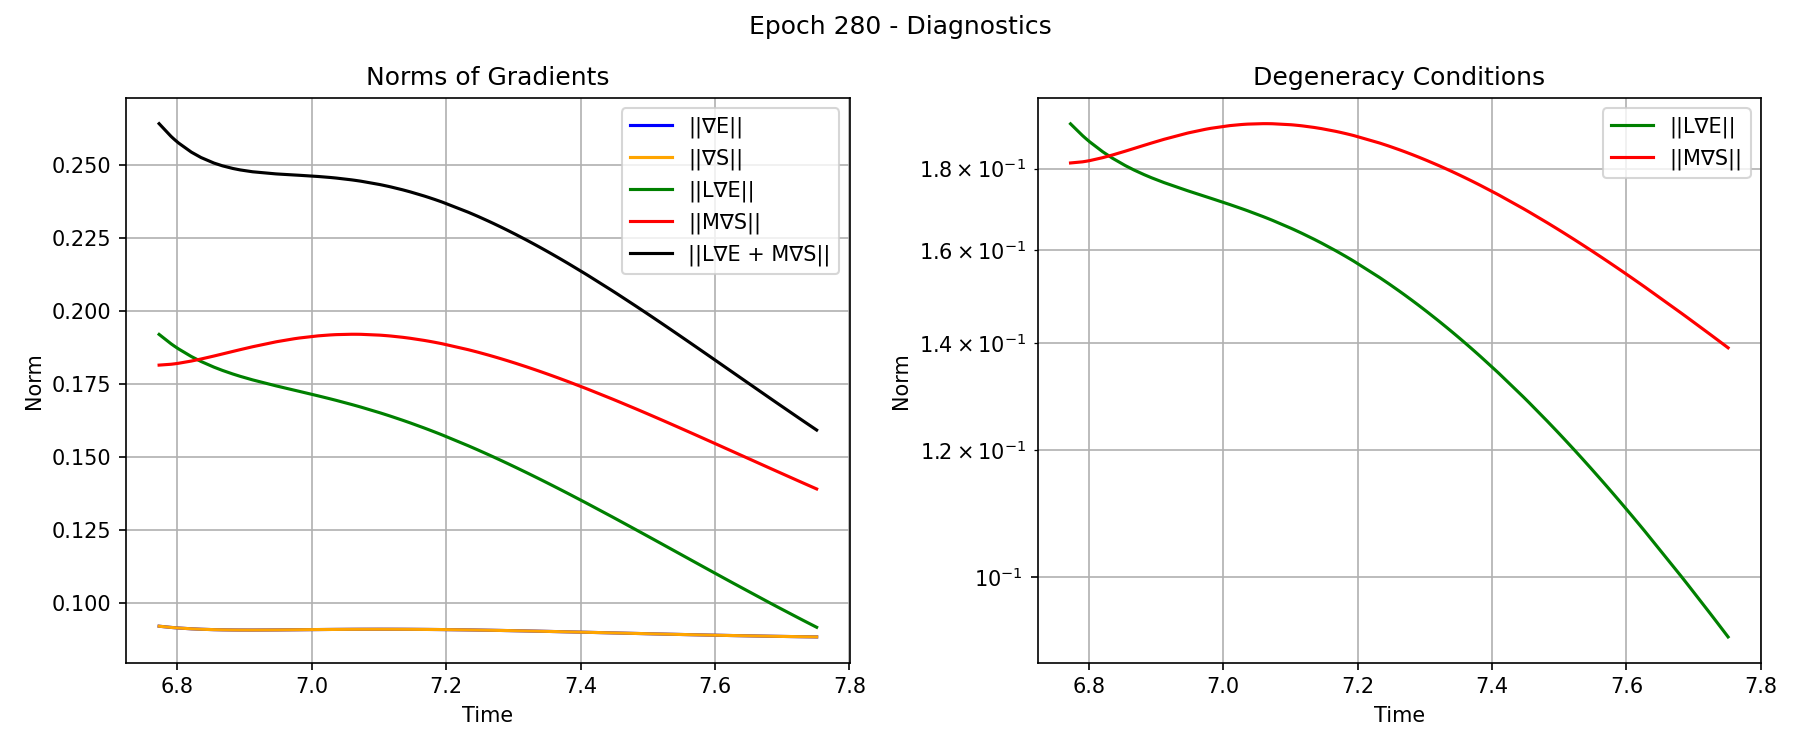 Epoch 280 - Diagnostics
Norms of Gradients
Norm
0.250
0.225
0.200
0.175
0.150
0.125
0.100
||∇E||
||∇S||
||L∇E||
||M∇S||
||L∇E + M∇S||
6.8 7.0 7.2 7.4 7.6 7.8
Time
Degeneracy Conditions
Norm
1.8 × 10⁻¹
1.6 × 10⁻¹
1.4 × 10⁻¹
1.2 × 10⁻¹
10⁻¹
||L∇E||
||M∇S||
6.8 7.0 7.2 7.4 7.6 7.8
Time